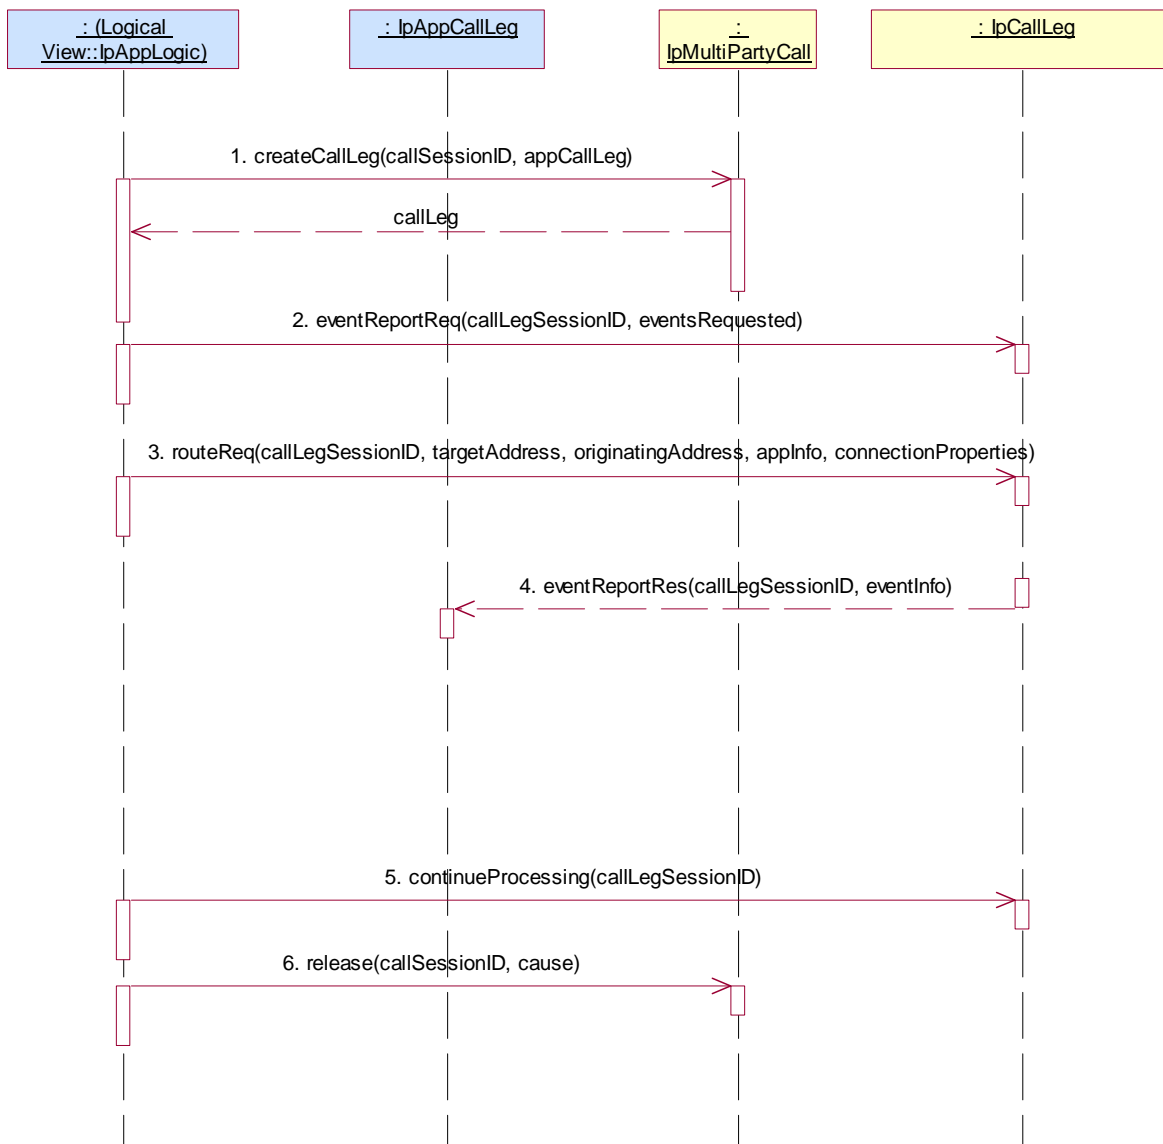 : (Logical
View::IpAppLogic)
: IpAppCallLeg
:
IpMultiPartyCall
: IpCallLeg
1. createCallLeg(callSessionID, appCallLeg)
callLeg
2. eventReportReq(callLegSessionID, eventsRequested)
3. routeReq(callLegSessionID, targetAddress, originatingAddress, appInfo, connectionProperties)
4. eventReportRes(callLegSessionID, eventInfo)
5. continueProcessing(callLegSessionID)
6. release(callSessionID, cause)